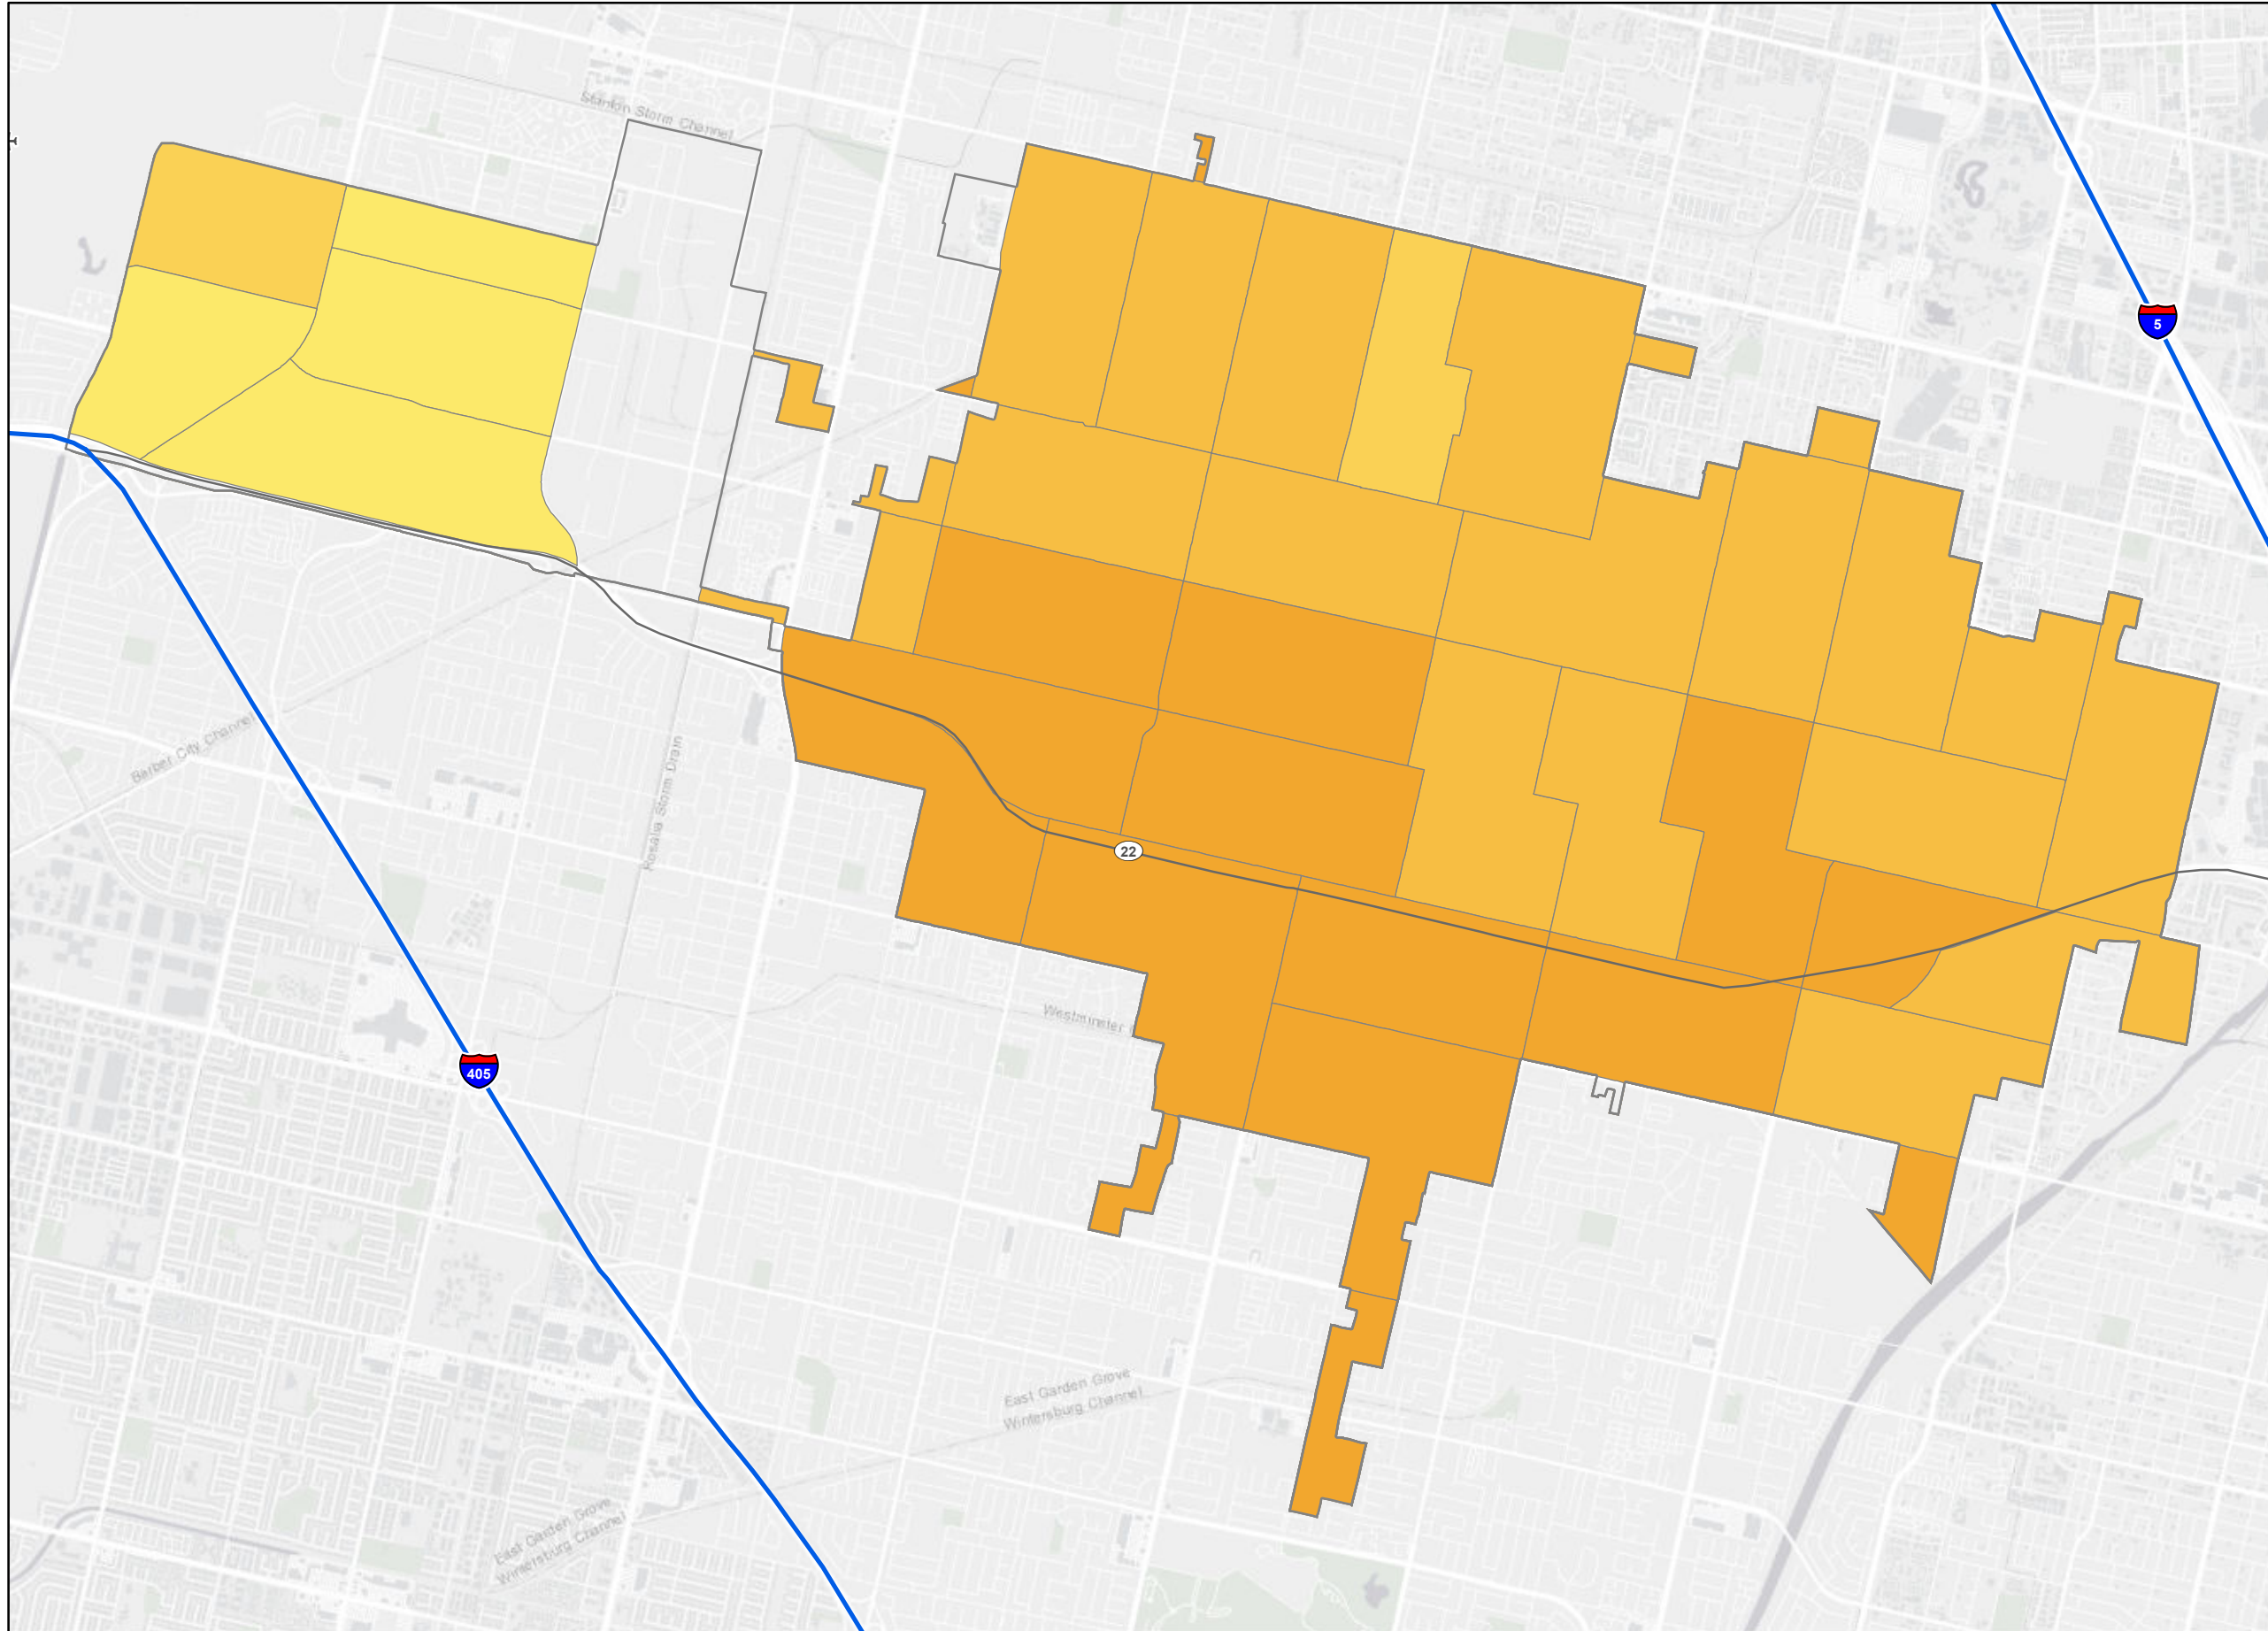 Stanton Storm Channel
5
Barber City Channel
Rosalia Storm Drain
22
Westminster
405
East Garden Grove
Wintersburg Channel
East Garden Grove
Wintersburg Channel